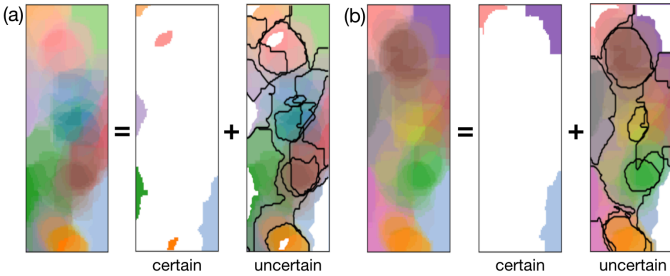 (a)
=
+
(b)
=
+
certain
uncertain
certain
uncertain